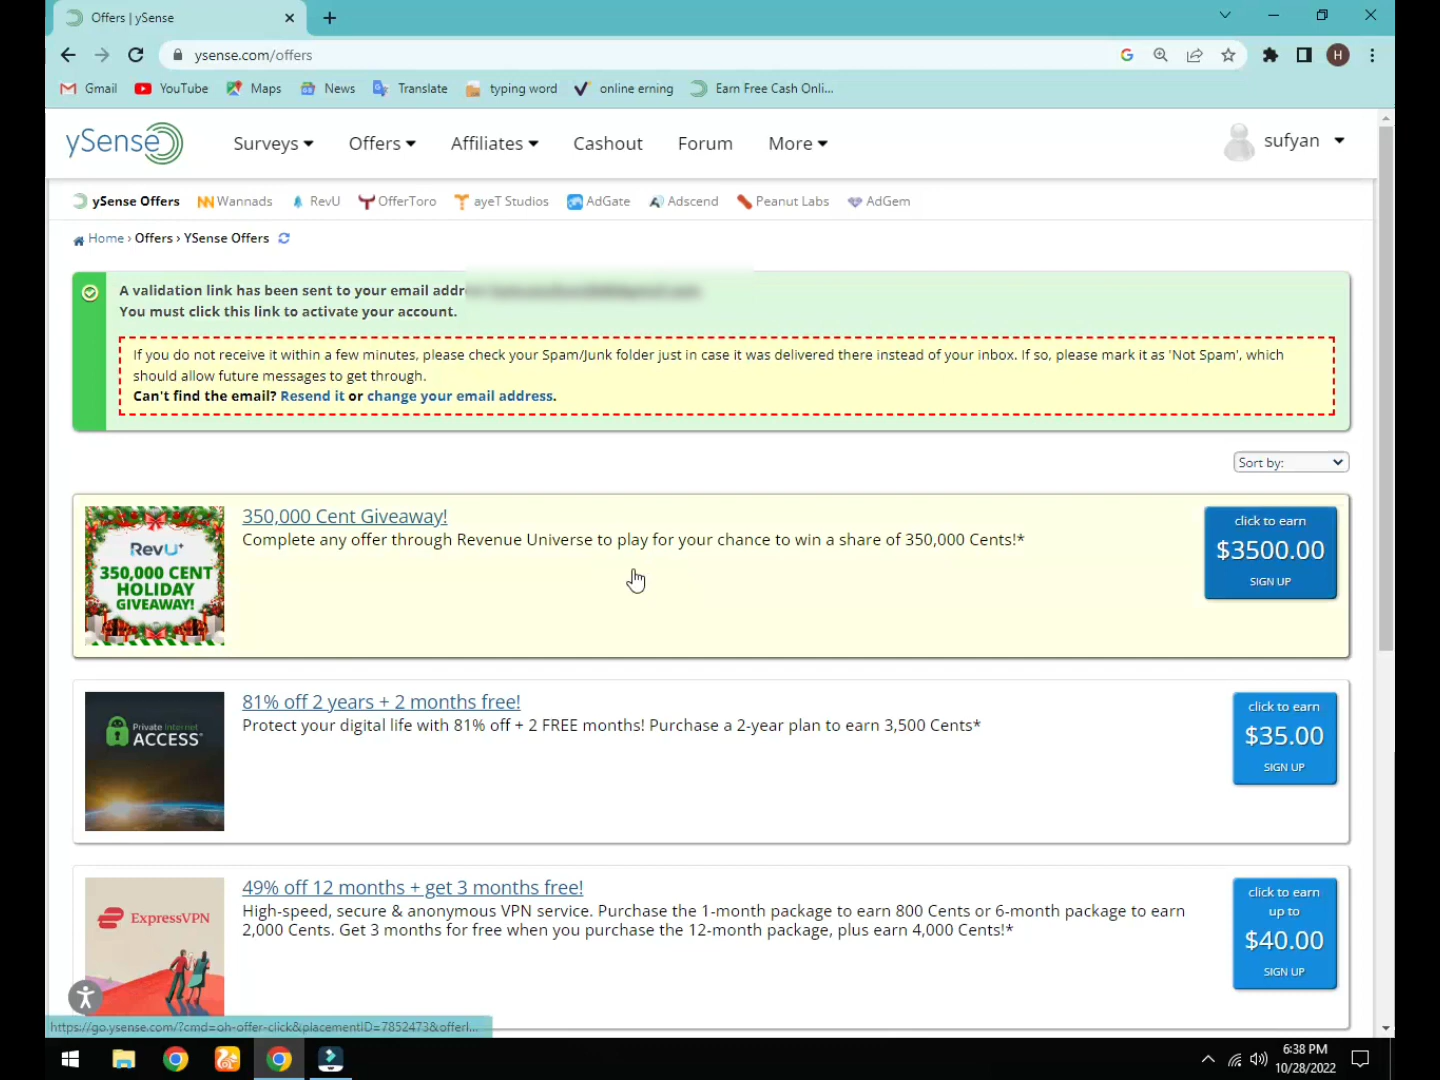 Offers | ySense
ysense.com/offers
H
Gmail YouTube Maps News Translate typing word online erning Earn Free Cash Onli...
ySense Surveys Offers Affiliates Cashout Forum More sufyan
ySense Offers Wannads RevU OfferToro ayeT Studios AdGate Adscend Peanut Labs AdGem
Home › Offers › YSense Offers
A validation link has been sent to your email addr
You must click this link to activate your account.
If you do not receive it within a few minutes, please check your Spam/Junk folder just in case it was delivered there instead of your inbox. If so, please mark it as 'Not Spam', which
should allow future messages to get through.
Can't find the email? Resend it or change your email address.
Sort by:
RevU
350,000 CENT
HOLIDAY
GIVEAWAY!
350,000 Cent Giveaway!
Complete any offer through Revenue Universe to play for your chance to win a share of 350,000 Cents!*
click to earn
$3500.00
SIGN UP
Private Internet
ACCESS
81% off 2 years + 2 months free!
Protect your digital life with 81% off + 2 FREE months! Purchase a 2-year plan to earn 3,500 Cents*
click to earn
$35.00
SIGN UP
ExpressVPN
49% off 12 months + get 3 months free!
High-speed, secure & anonymous VPN service. Purchase the 1-month package to earn 800 Cents or 6-month package to earn
2,000 Cents. Get 3 months for free when you purchase the 12-month package, plus earn 4,000 Cents!*
click to earn
up to
$40.00
SIGN UP
https://go.ysense.com/?cmd=oh-offer-click&placementID=7852473&offerI...
6:38 PM
10/28/2022